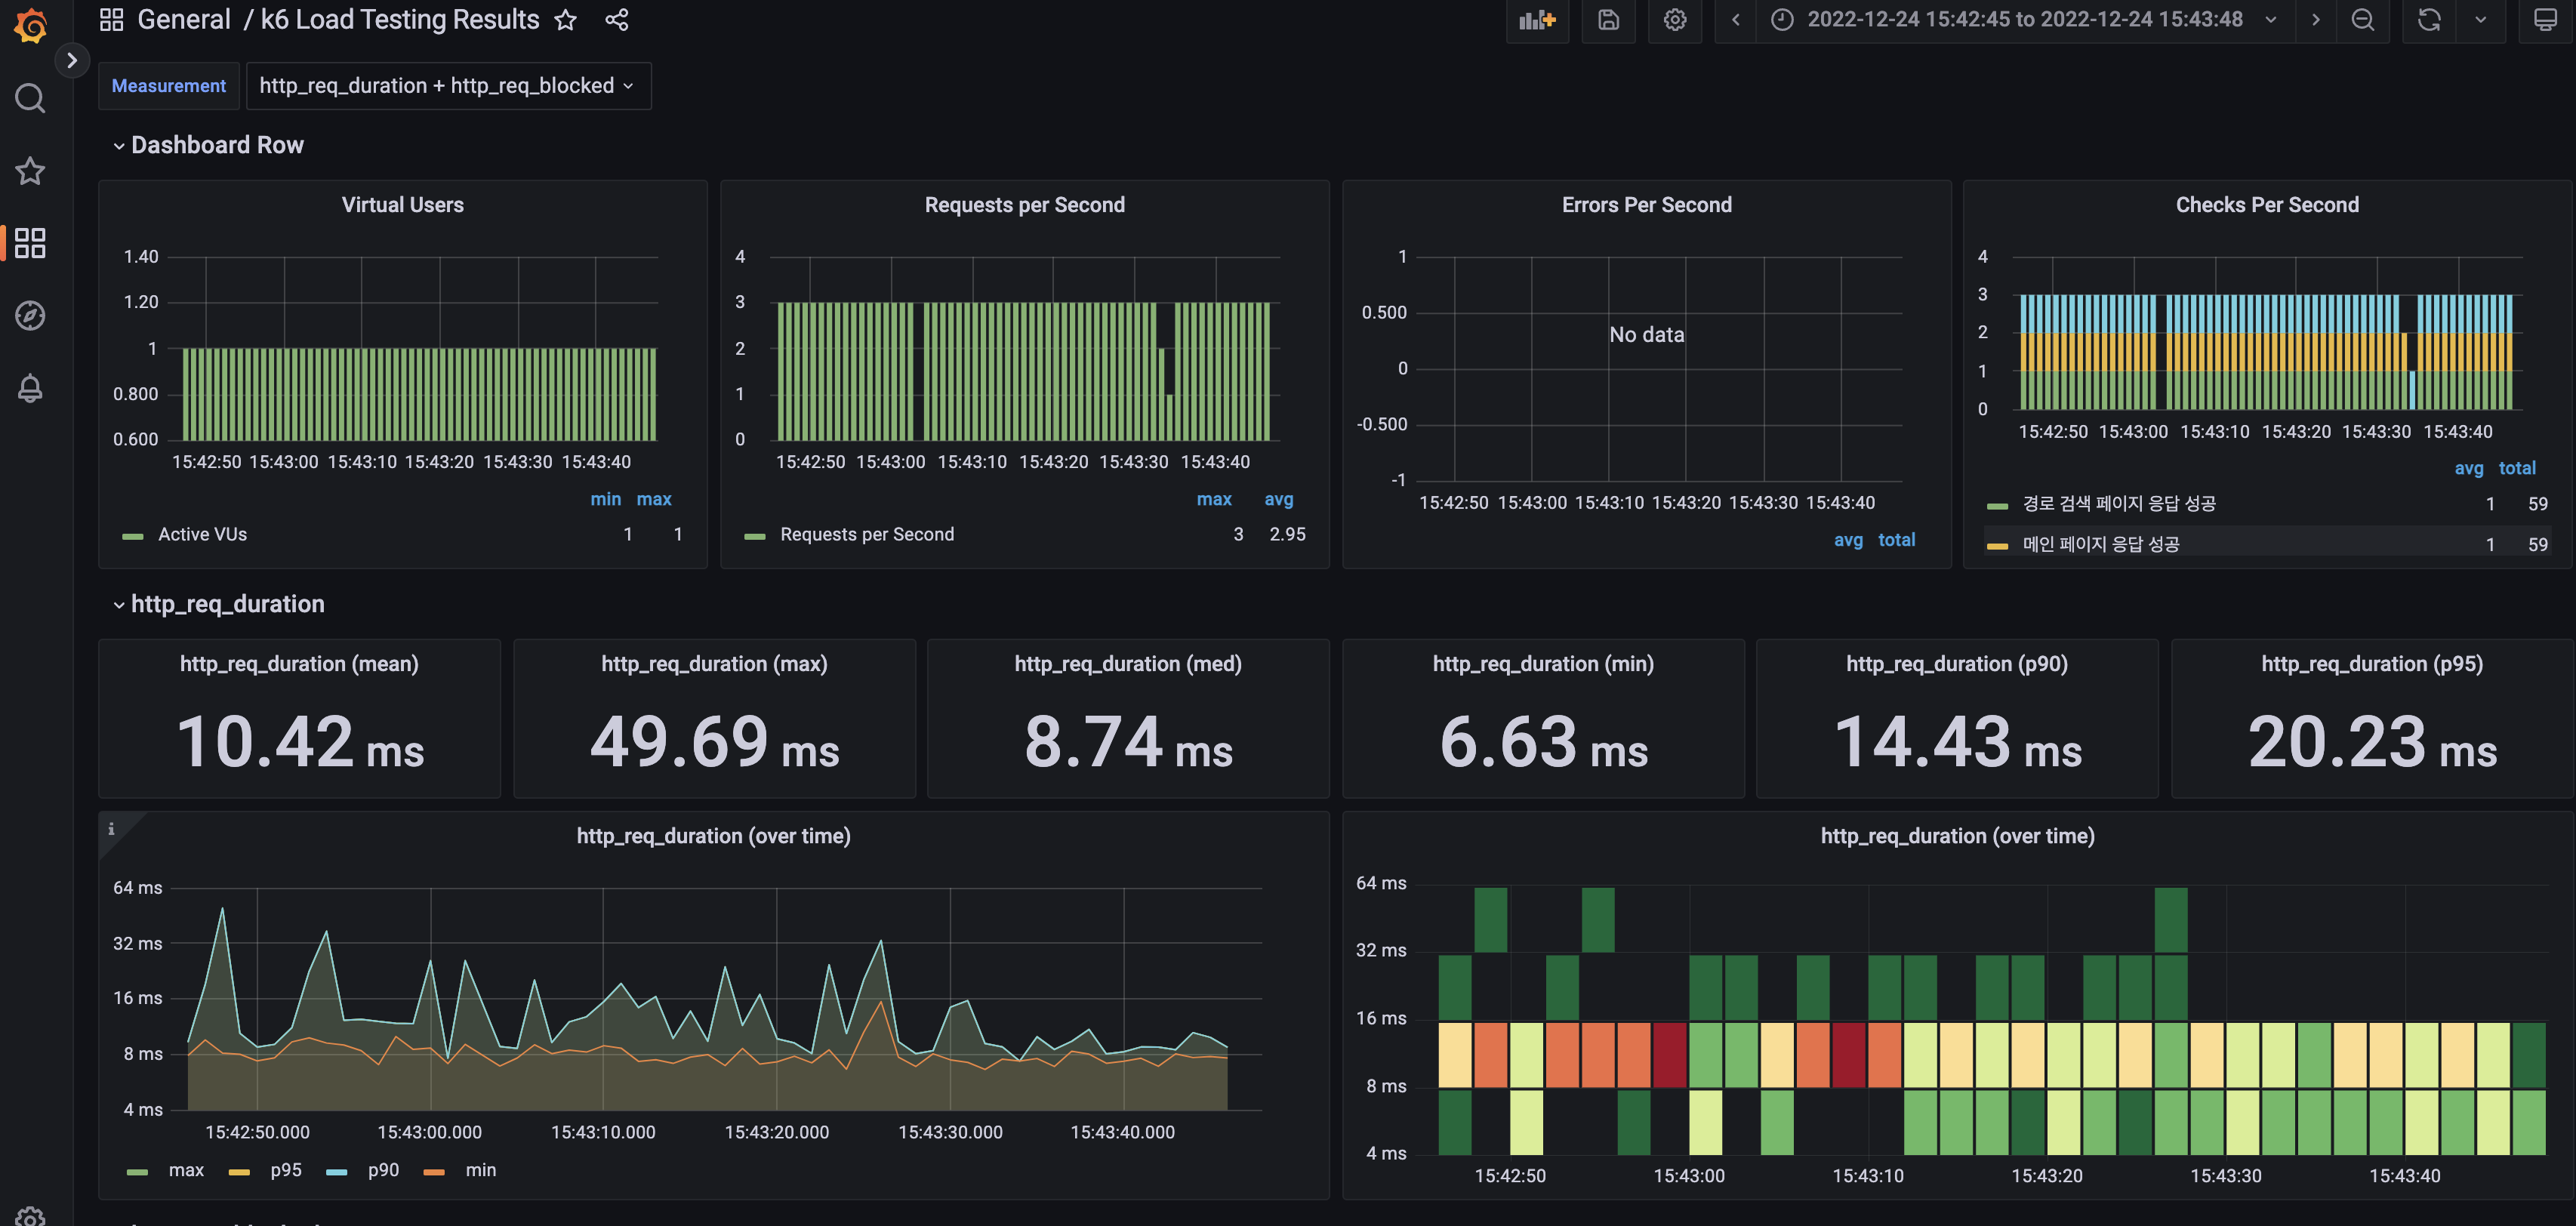 General / k6 Load Testing Results
2022-12-24 15:42:45 to 2022-12-24 15:43:48
Measurement http_req_duration + http_req_blocked
Dashboard Row
Virtual Users
1.40
1.20
1
0.800
0.600
15:42:50 15:43:00 15:43:10 15:43:20 15:43:30 15:43:40
min max
Active VUs 1 1
Requests per Second
4
3
2
1
0
15:42:50 15:43:00 15:43:10 15:43:20 15:43:30 15:43:40
max avg
Requests per Second 3 2.95
Errors Per Second
1
0.500
0
-0.500
-1
No data
15:42:50 15:43:00 15:43:10 15:43:20 15:43:30 15:43:40
avg total
Checks Per Second
4
3
2
1
0
15:42:50 15:43:00 15:43:10 15:43:20 15:43:30 15:43:40
avg total
경로 검색 페이지 응답 성공 1 59
메인 페이지 응답 성공 1 59
http_req_duration
http_req_duration (mean)
10.42 ms
http_req_duration (max)
49.69 ms
http_req_duration (med)
8.74 ms
http_req_duration (min)
6.63 ms
http_req_duration (p90)
14.43 ms
http_req_duration (p95)
20.23 ms
http_req_duration (over time)
64 ms
32 ms
16 ms
8 ms
4 ms
15:42:50.000 15:43:00.000 15:43:10.000 15:43:20.000 15:43:30.000 15:43:40.000
max p95 p90 min
http_req_duration (over time)
64 ms
32 ms
16 ms
8 ms
4 ms
15:42:50 15:43:00 15:43:10 15:43:20 15:43:30 15:43:40